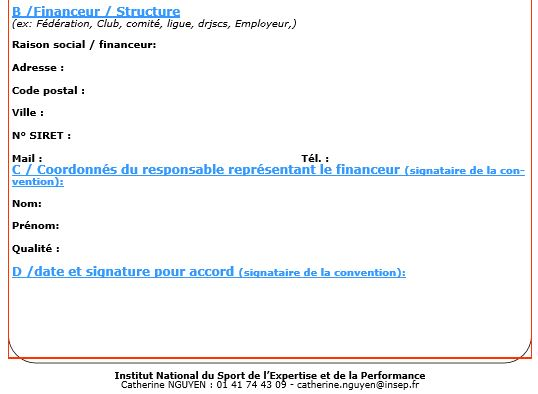 B /Financeur / Structure
(ex: Fédération, Club, comité, ligue, drjscs, Employeur,)
Raison social / financeur:
Adresse :
Code postal :
Ville :
N° SIRET :
Mail : Tél. :
C / Coordonnés du responsable représentant le financeur (signataire de la con-
vention):
Nom:
Prénom:
Qualité :
D /date et signature pour accord (signataire de la convention):
Institut National du Sport de l'Expertise et de la Performance
Catherine NGUYEN : 01 41 74 43 09 - catherine.nguyen@insep.fr